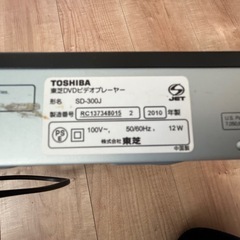 TOSHIBA
東芝DVDビデオプレーヤー
形名 SD-300J
製造番号 RC137348015 2 2010 年製
JET
PS E 100V～ 50/60Hz 12W
株式会社 東芝
中国製
U.S. P